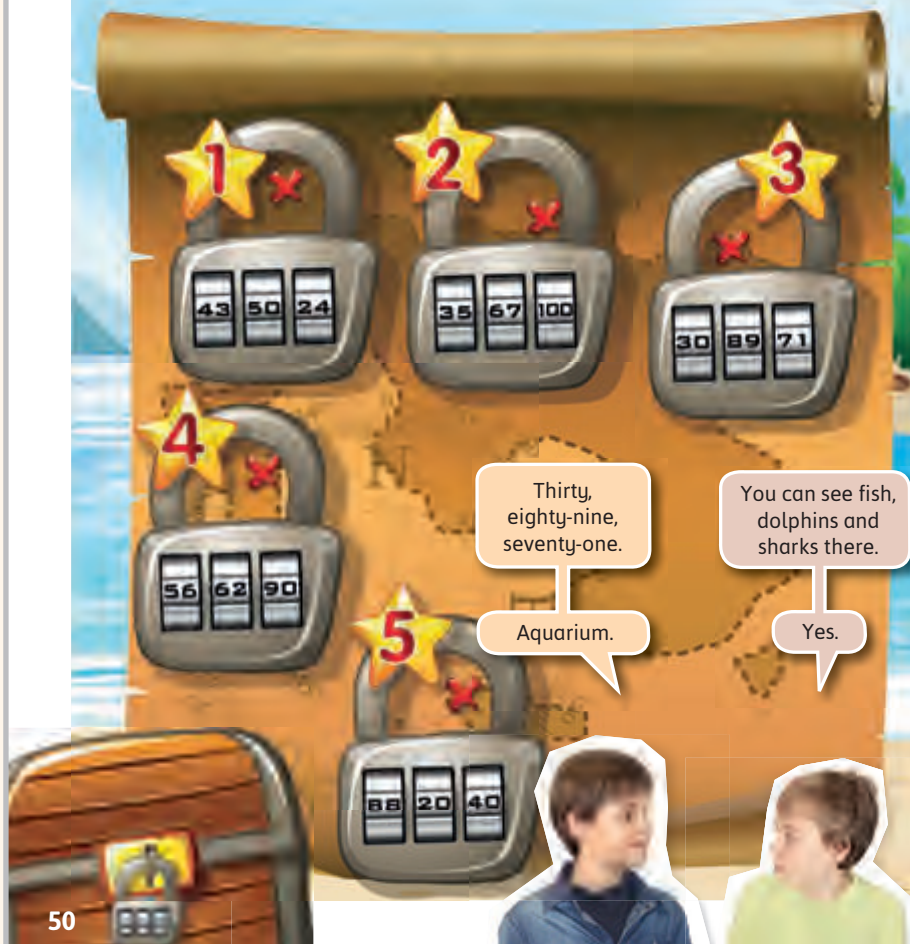 1
43 50 24
2
35 67 100
3
30 89 71
4
56 62 90
5
88 20 40
Thirty,
eighty-nine,
seventy-one.
You can see fish,
dolphins and
sharks there.
Aquarium.
Yes.
50